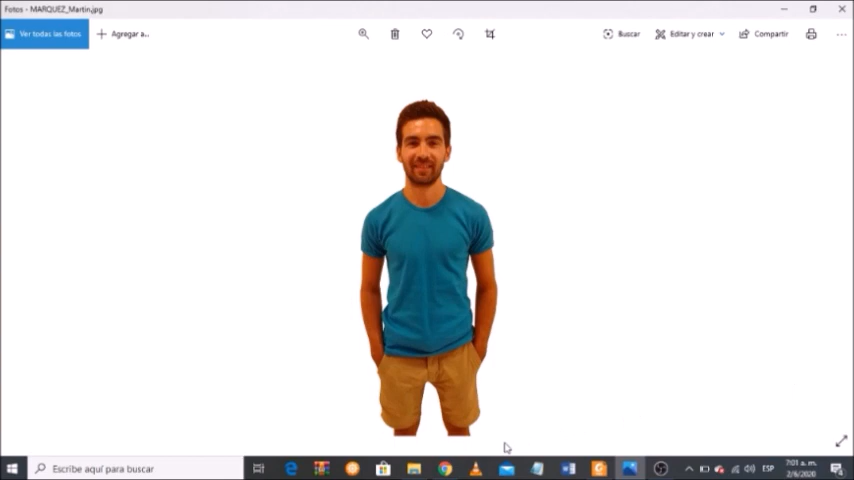 Fotos - MARQUEZ_Martin.jpg
Ver todas las fotos
Agregar a..
Buscar
Editar y crear
Compartir
Escribe aquí para buscar
ESP
7:01 a. m.
2/6/2020